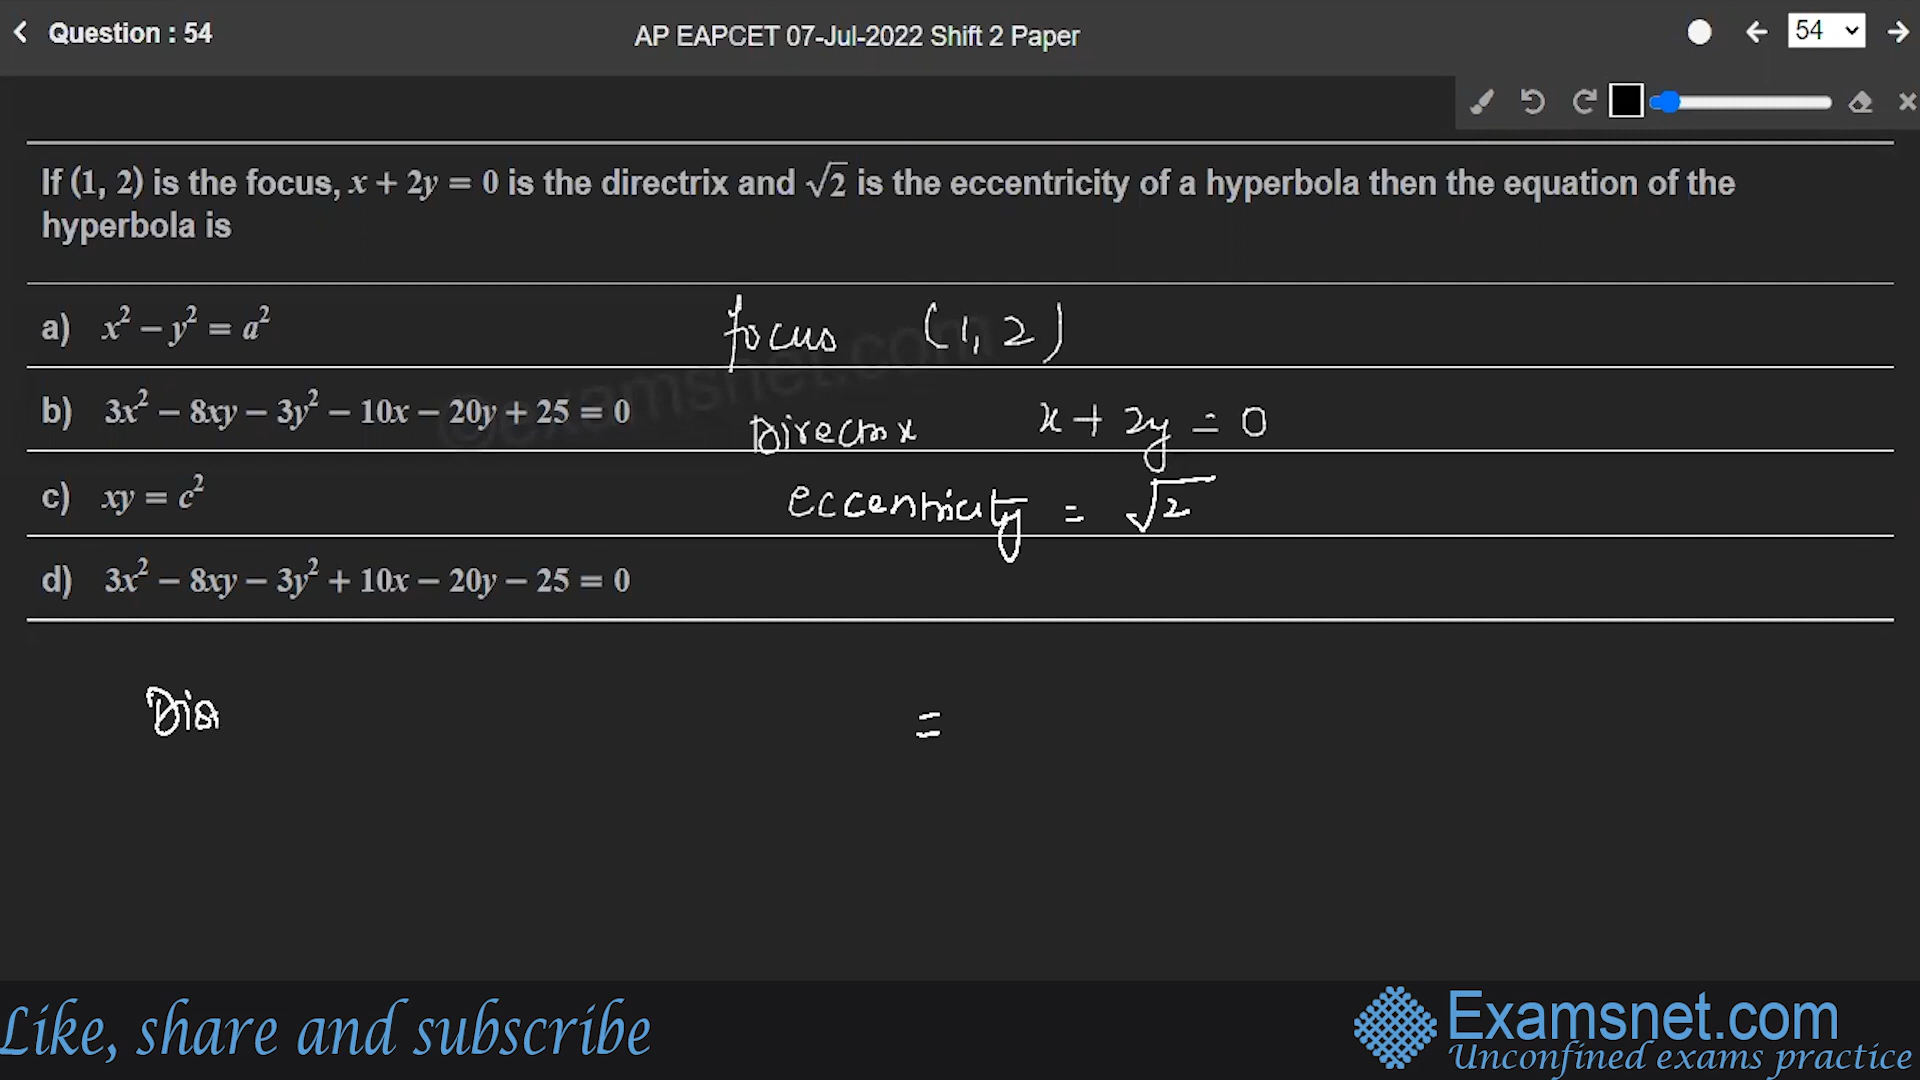 Question : 54
AP EAPCET 07-Jul-2022 Shift 2 Paper
54
If (1, 2) is the focus, x + 2y = 0 is the directrix and √2 is the eccentricity of a hyperbola then the equation of the
hyperbola is
a) x² − y² = a²
focus (1, 2)
b) 3x² − 8xy − 3y² − 10x − 20y + 25 = 0
Directrix x + 2y = 0
c) xy = c²
eccentricity = √2
d) 3x² − 8xy − 3y² + 10x − 20y − 25 = 0
©examsnet.com
Dis =
Like, share and subscribe
Examsnet.com
Unconfined exams practice